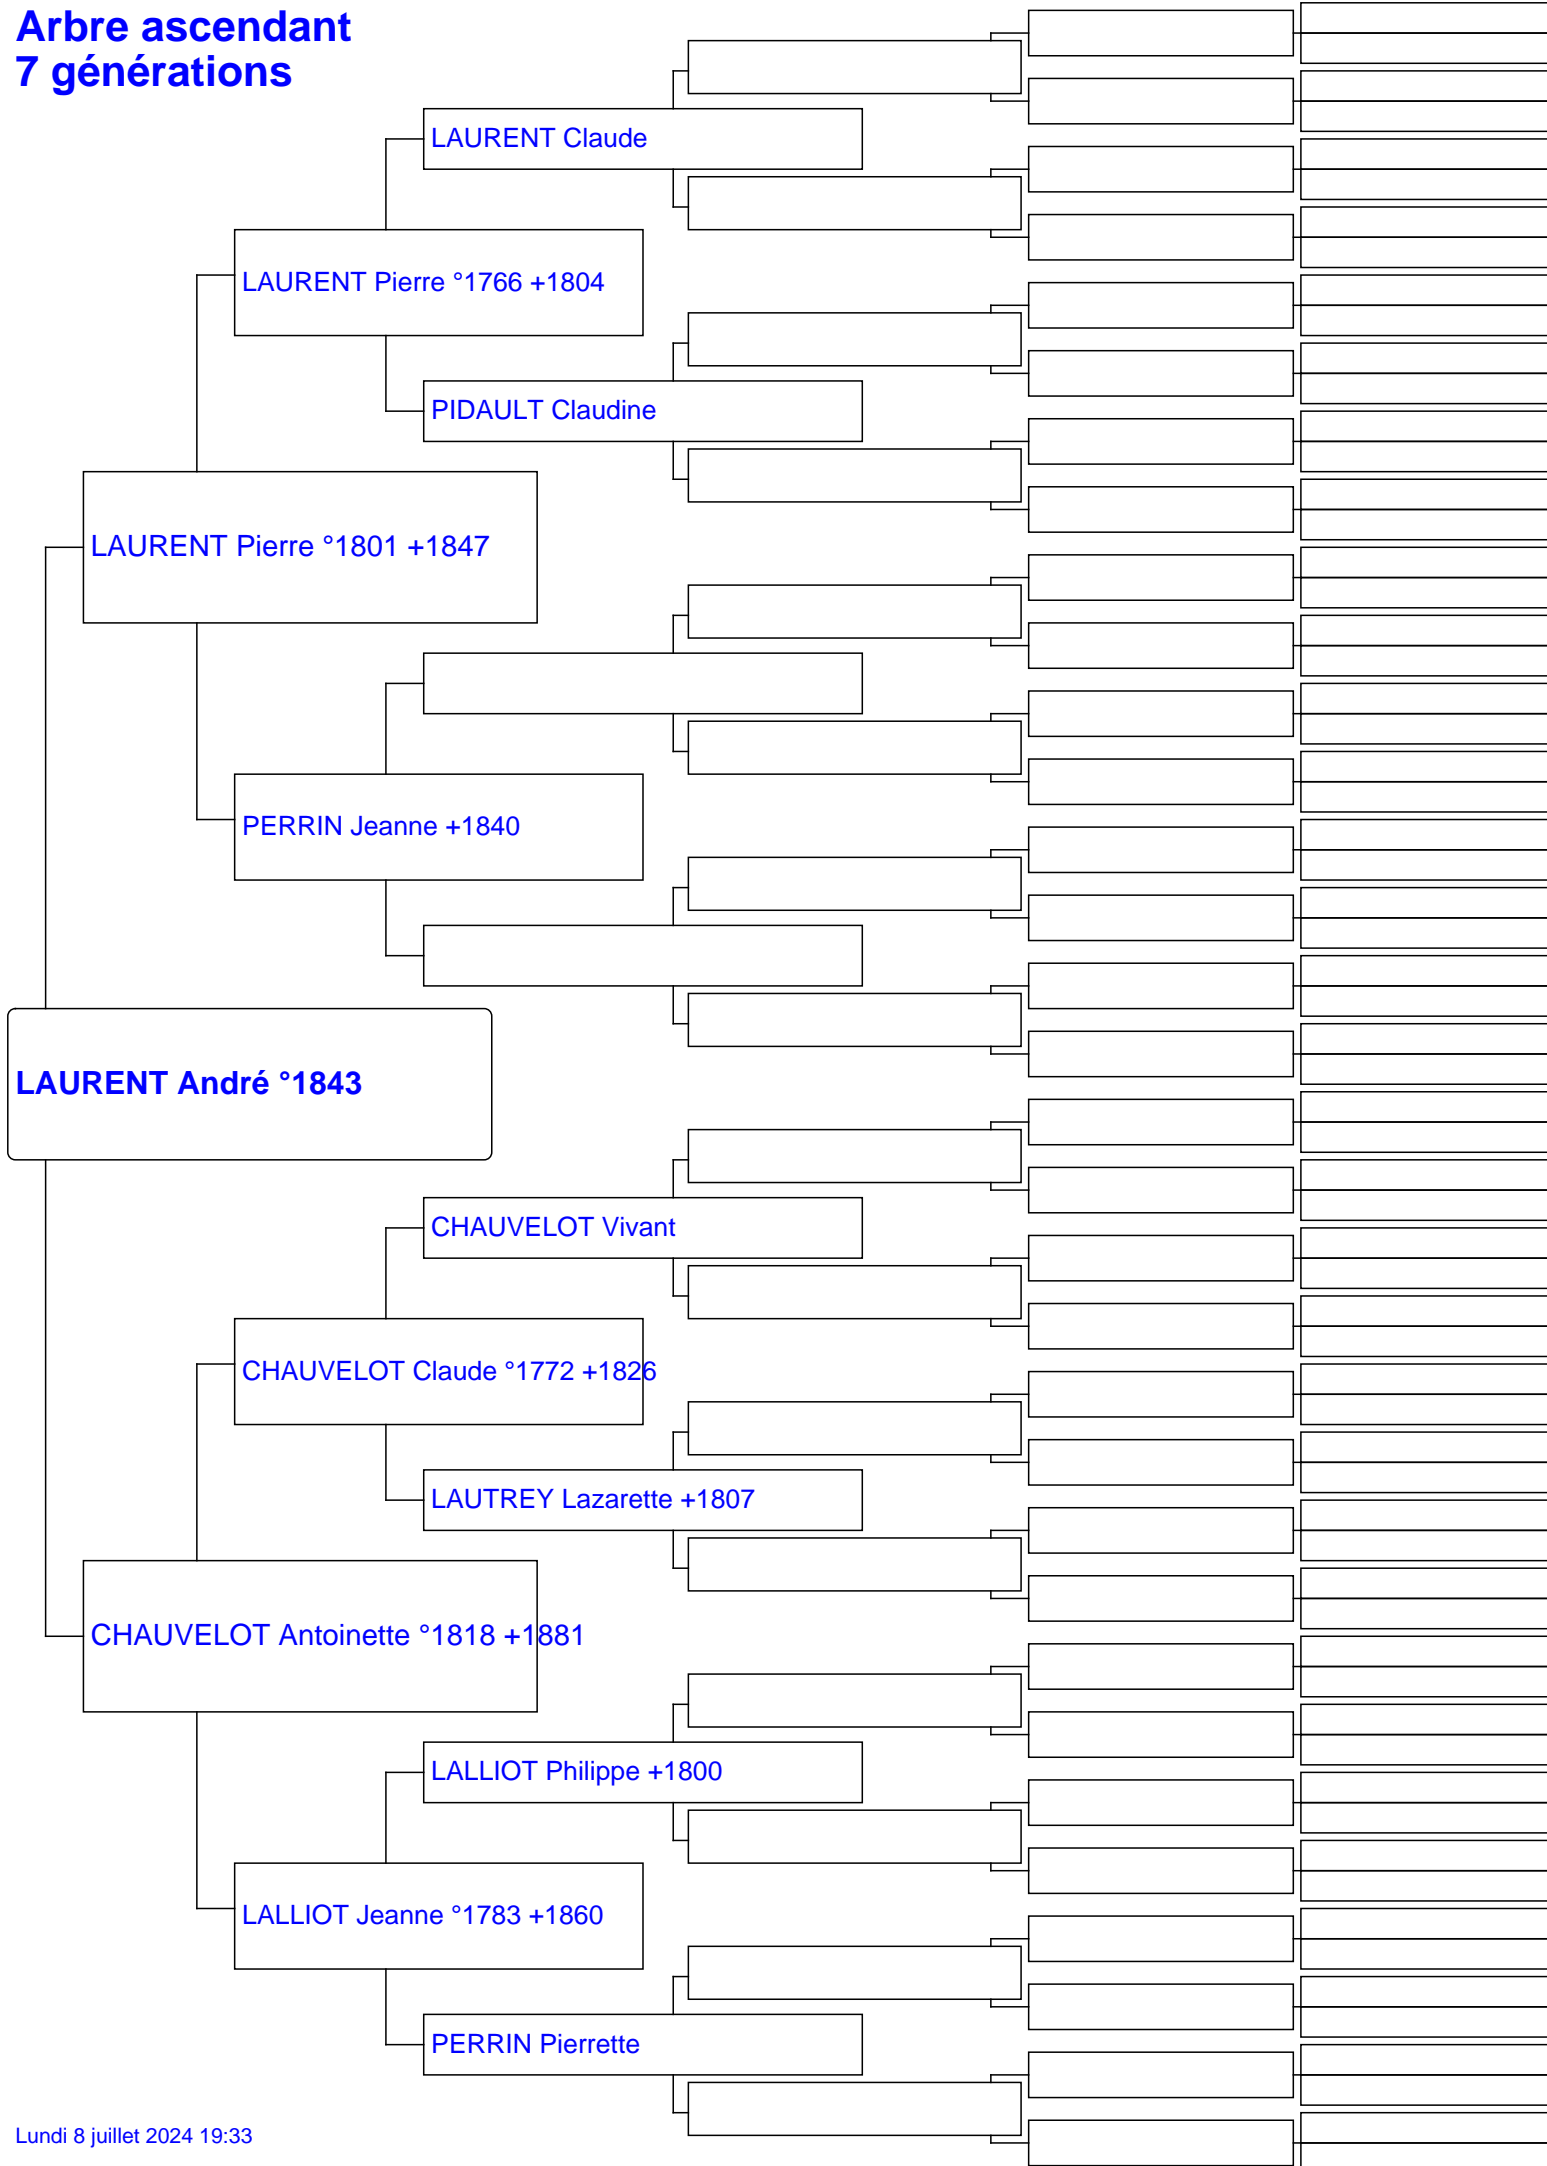 Arbre ascendant
7 générations
LAURENT Claude
LAURENT Pierre °1766 +1804
PIDAULT Claudine
LAURENT Pierre °1801 +1847
PERRIN Jeanne +1840
LAURENT André °1843
CHAUVELOT Vivant
CHAUVELOT Claude °1772 +1826
LAUTREY Lazarette +1807
CHAUVELOT Antoinette °1818 +1881
LALLIOT Philippe +1800
LALLIOT Jeanne °1783 +1860
PERRIN Pierrette
Lundi 8 juillet 2024 19:33